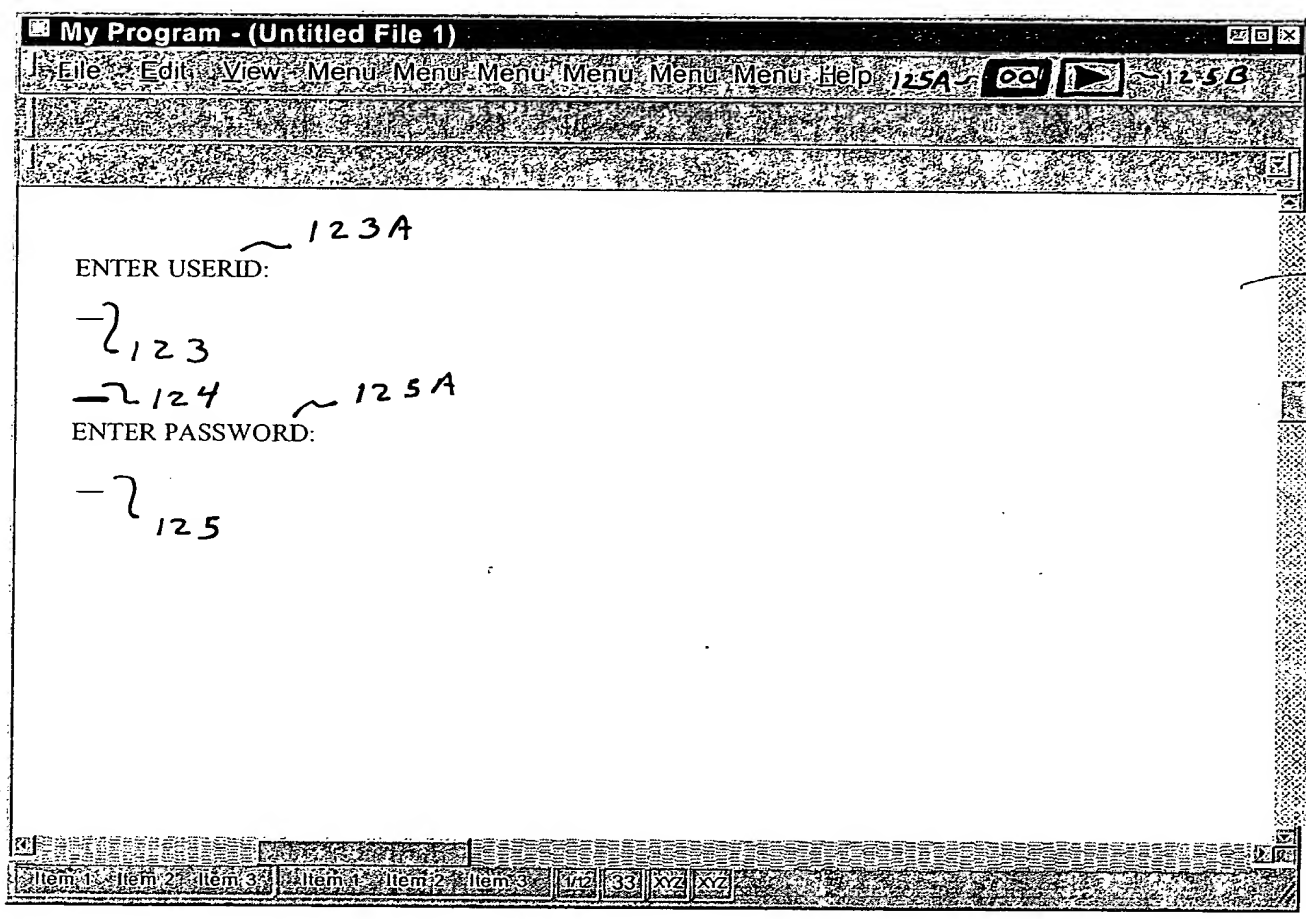 My Program - (Untitled File 1)
File Edit View Menu Menu Menu Menu Menu Menu Help 125A 125B
123A
ENTER USERID:
123
124 125A
ENTER PASSWORD:
125
Item 1 Item 2 Item 3 Item 1 Item 2 Item 3 1/12 33 XYZ XYZ